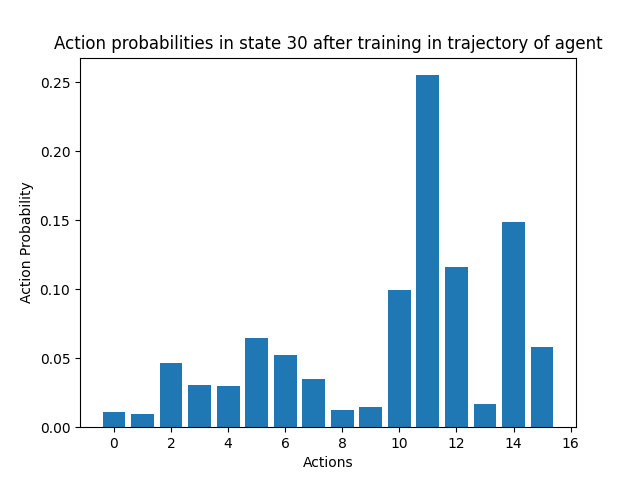 Action probabilities in state 30 after training in trajectory of agent
0.25
0.20
0.15
0.10
0.05
0.00
Action Probability
0 2 4 6 8 10 12 14 16
Actions